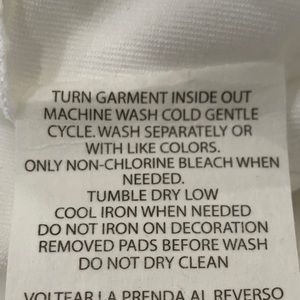 TURN GARMENT INSIDE OUT
MACHINE WASH COLD GENTLE
CYCLE. WASH SEPARATELY OR
WITH LIKE COLORS.
ONLY NON-CHLORINE BLEACH WHEN
NEEDED.
TUMBLE DRY LOW
COOL IRON WHEN NEEDED
DO NOT IRON ON DECORATION
REMOVED PADS BEFORE WASH
DO NOT DRY CLEAN
VOLTEAR LA PRENDA AL REVERSO